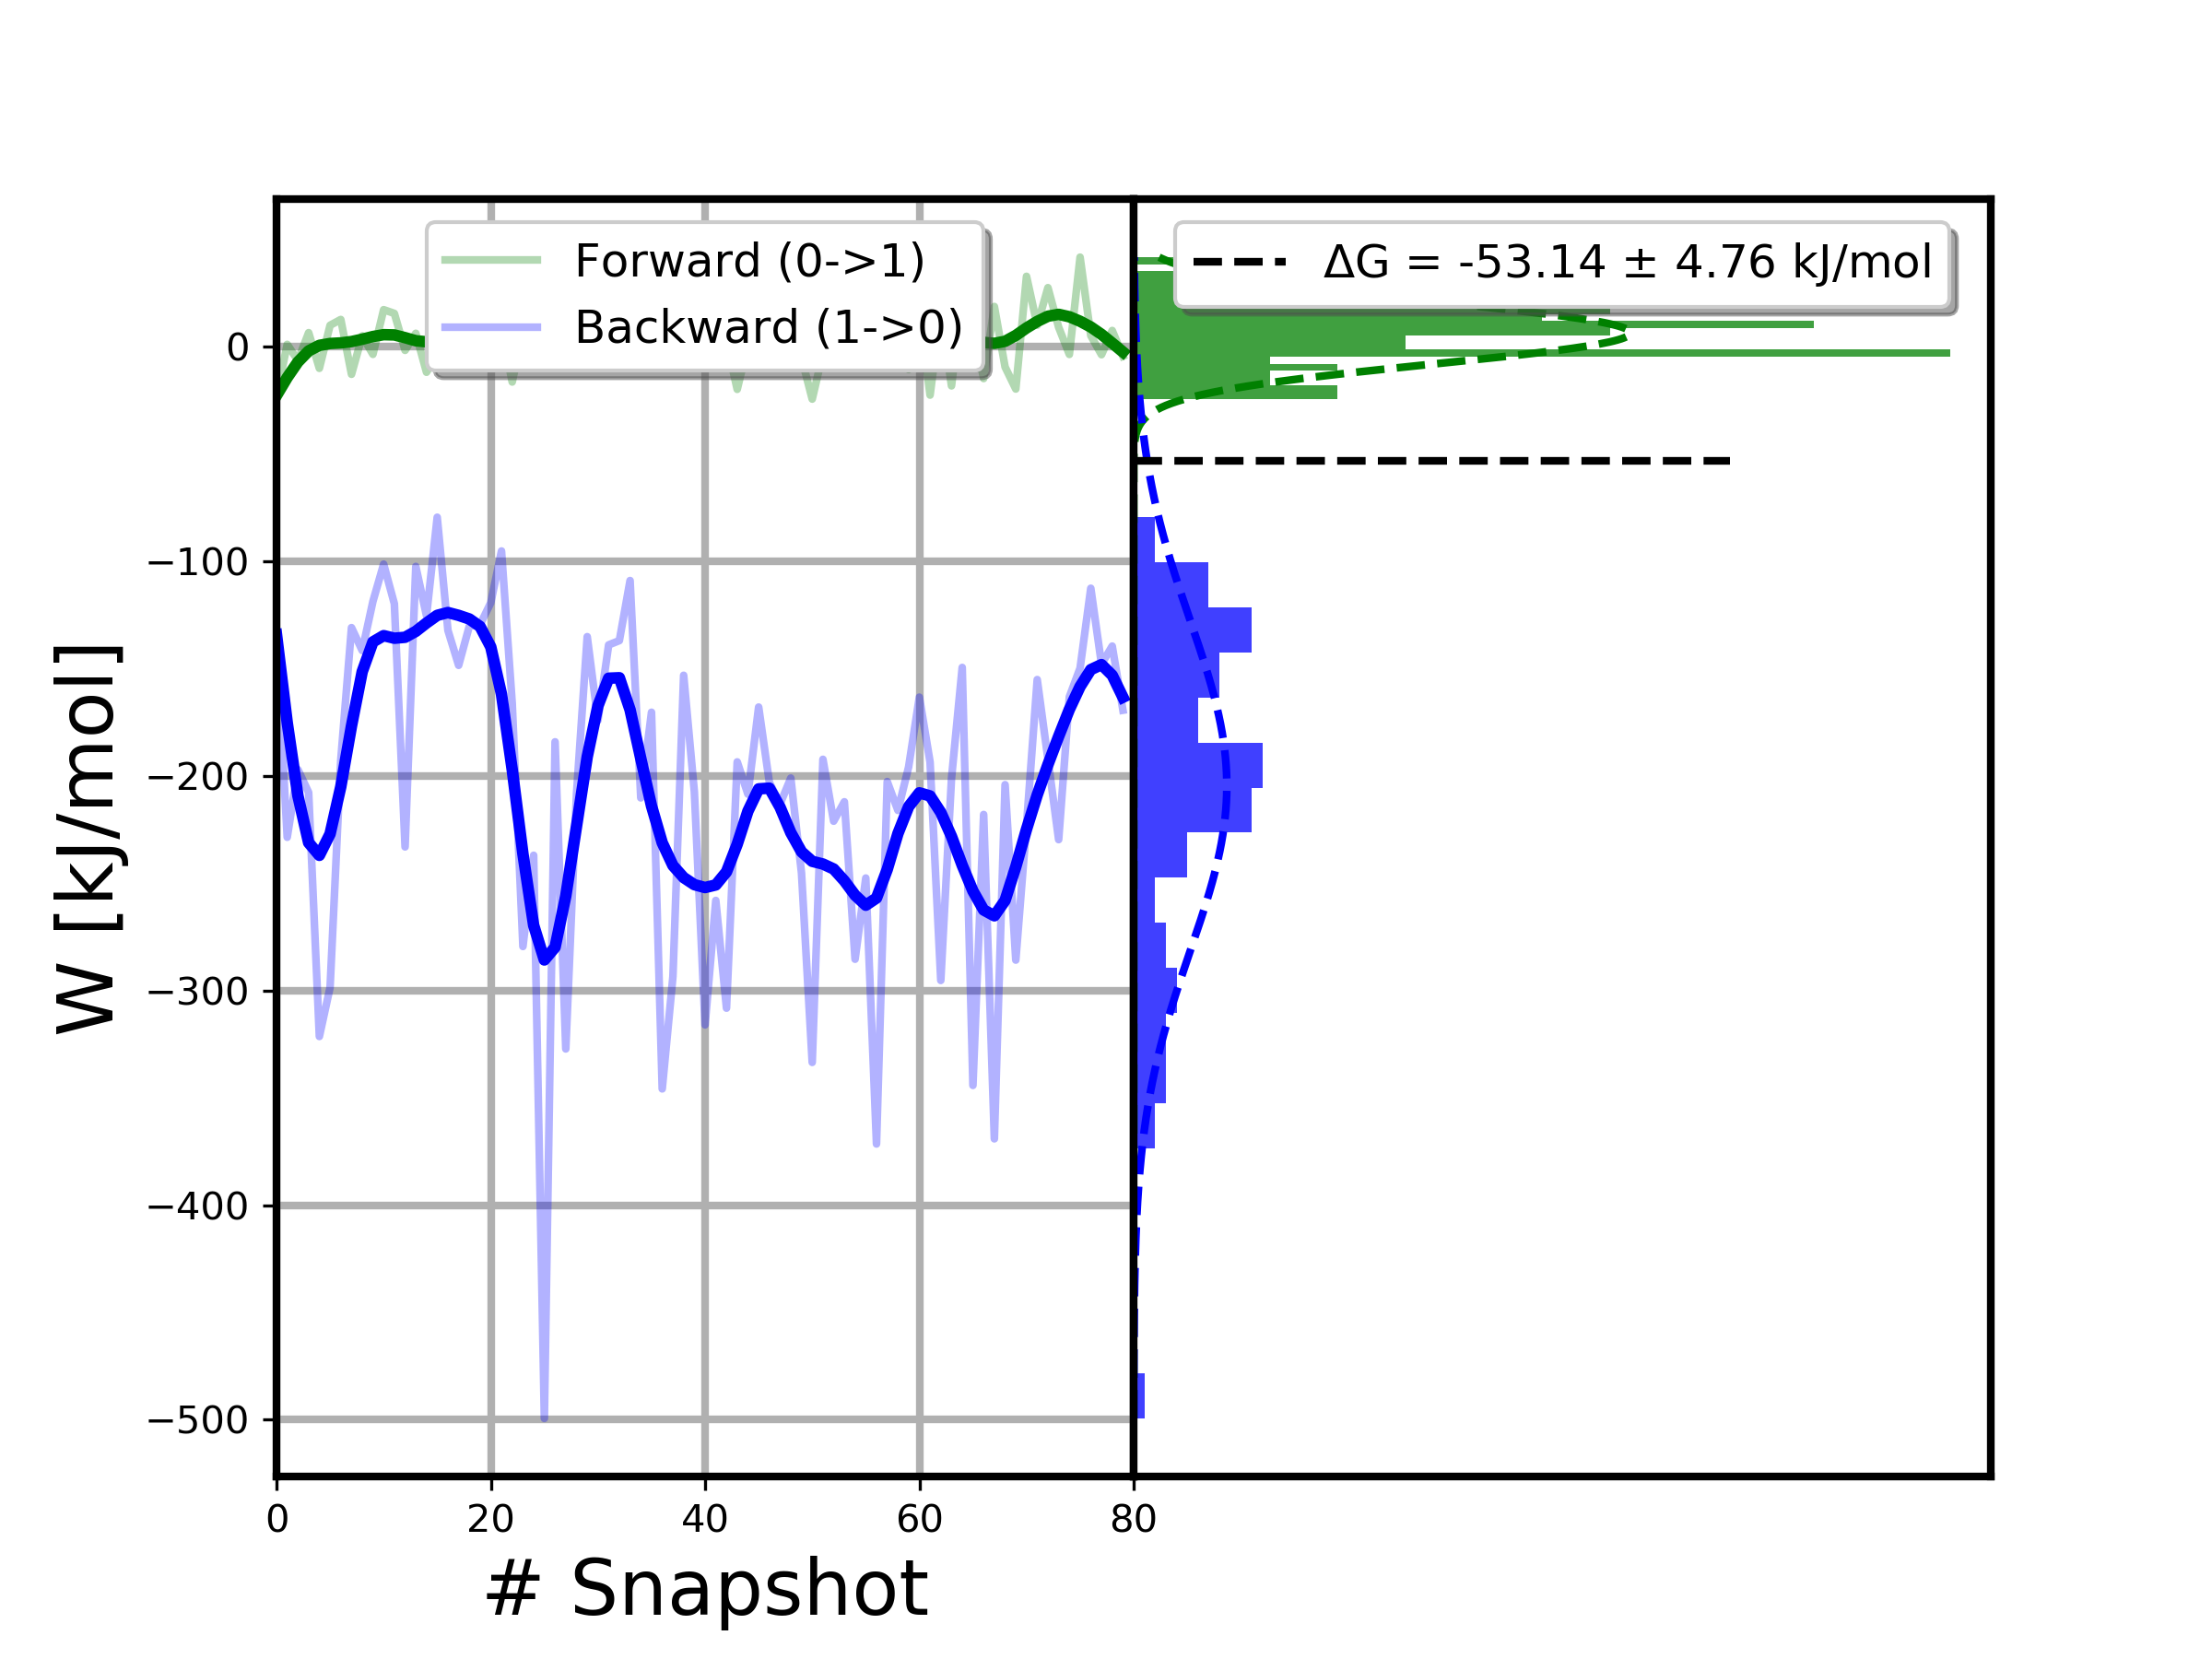 Forward (0->1)
Backward (1->0)
ΔG = -53.14 ± 4.76 kJ/mol
W [kJ/mol]
0
−100
−200
−300
−400
−500
0 20 40 60 80
# Snapshot